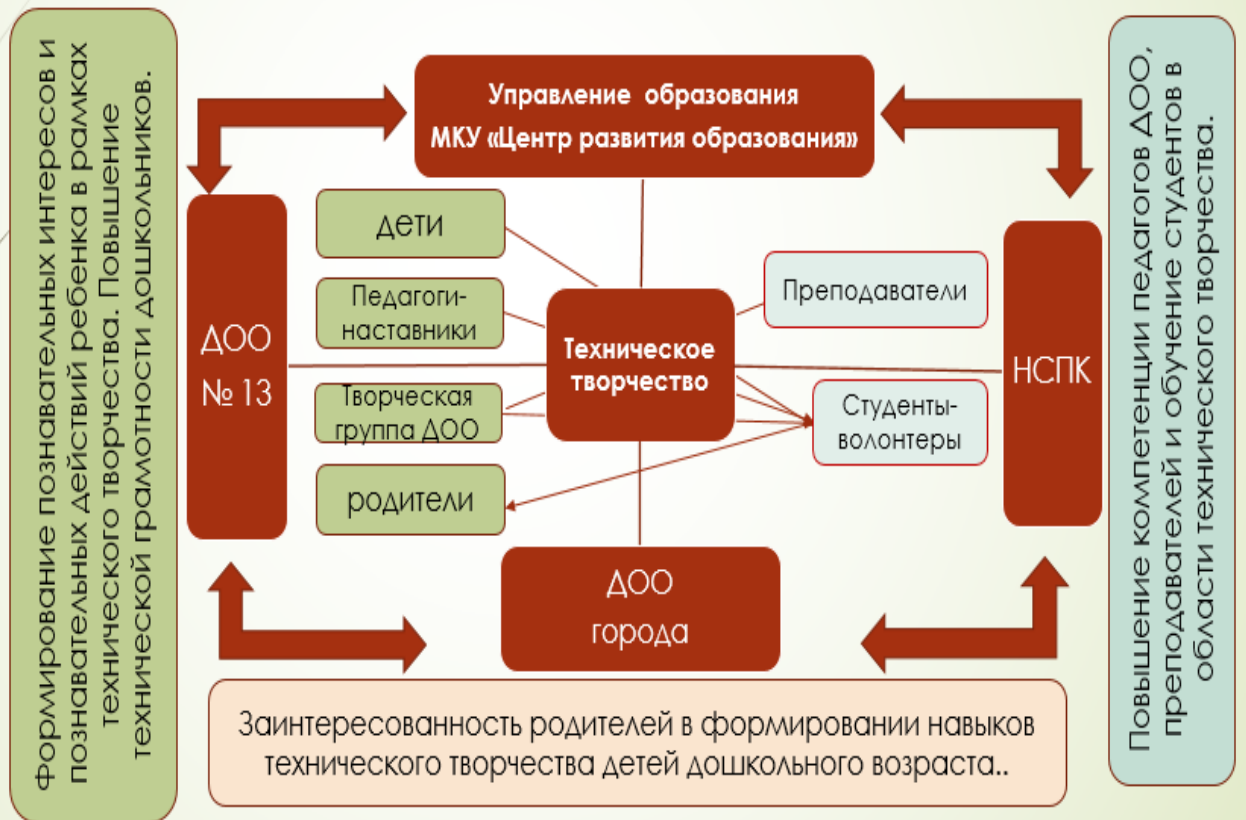 Формирование познавательных интересов и
познавательных действий ребенка в рамках
технического творчества. Повышение
технической грамотности дошкольников.
Управление образования
МКУ «Центр развития образования»
ДОО
№ 13
дети
Педагоги-
наставники
Творческая
группа ДОО
родители
Техническое
творчество
Преподаватели
Студенты-
волонтеры
НСПК
ДОО
города
Заинтересованность родителей в формировании навыков
технического творчества детей дошкольного возраста..
Повышение компетенции педагогов ДОО,
преподавателей и обучение студентов в
области технического творчества.